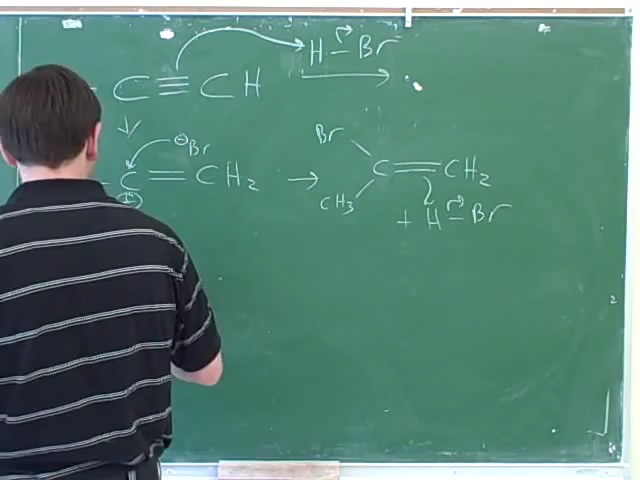 H — Br
— C ≡ CH →
⊖Br
Br
C = CH2 → C = CH2
⊕
CH3
+ H — Br